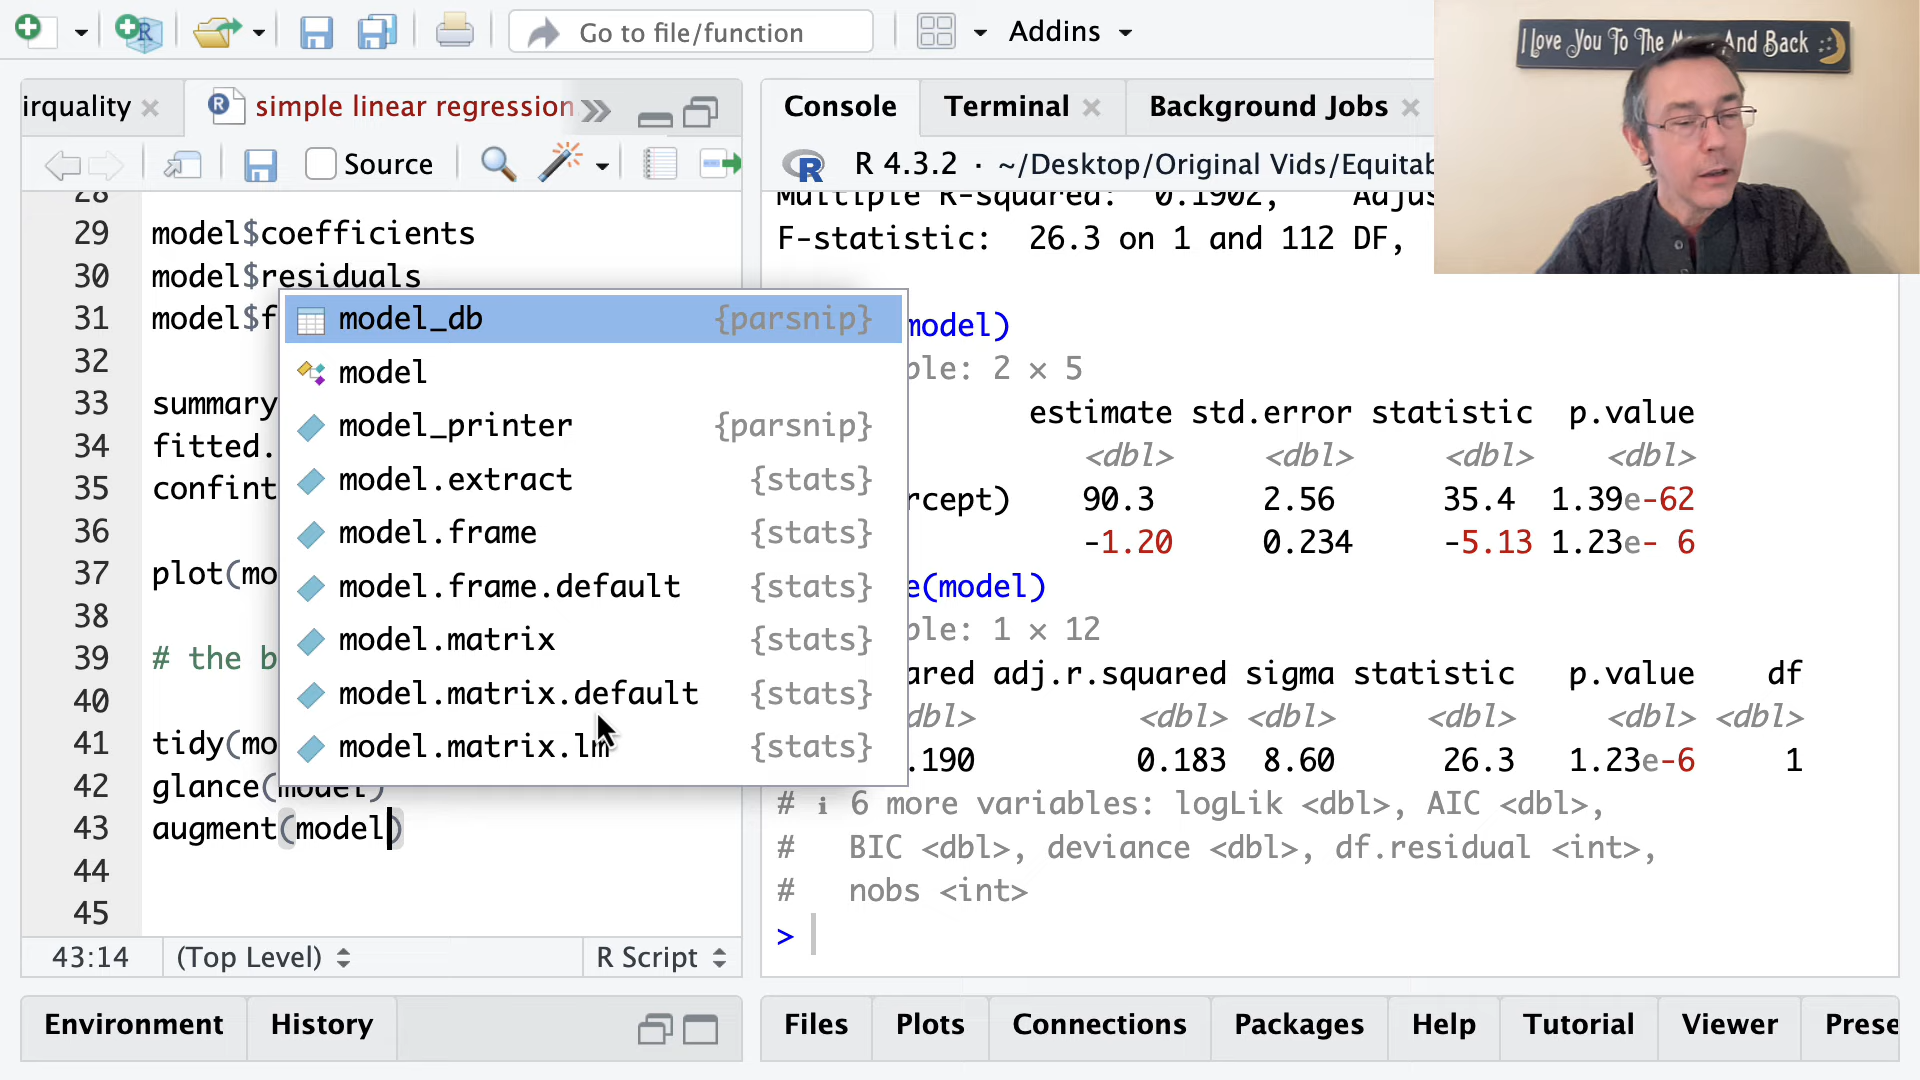 Go to file/function
Addins
I Love You To The And Back
irquality
simple linear regression
Console
Terminal
Background Jobs
Source
R 4.3.2 · ~/Desktop/Original Vids/Equitab
28
29 model$coefficients
30 model$residuals
31 model$f
32
33 summary
34 fitted.
35 confint
36
37 plot(mo
38
39 # the b
40
41 tidy(mo
42 glance(model)
43 augment(model)
44
45
model_db {parsnip}
model
model_printer {parsnip}
model.extract {stats}
model.frame {stats}
model.frame.default {stats}
model.matrix {stats}
model.matrix.default {stats}
model.matrix.lm {stats}
43:14 (Top Level) R Script
Multiple R-squared: 0.1902, Adjus
F-statistic: 26.3 on 1 and 112 DF,
model)
ble: 2 × 5
estimate std.error statistic p.value
<dbl> <dbl> <dbl> <dbl>
rcept) 90.3 2.56 35.4 1.39e-62
-1.20 0.234 -5.13 1.23e- 6
e(model)
ble: 1 × 12
ared adj.r.squared sigma statistic p.value df
dbl> <dbl> <dbl> <dbl> <dbl> <dbl>
.190 0.183 8.60 26.3 1.23e-6 1
# ℹ 6 more variables: logLik <dbl>, AIC <dbl>,
# BIC <dbl>, deviance <dbl>, df.residual <int>,
# nobs <int>
>
Environment
History
Files
Plots
Connections
Packages
Help
Tutorial
Viewer
Prese